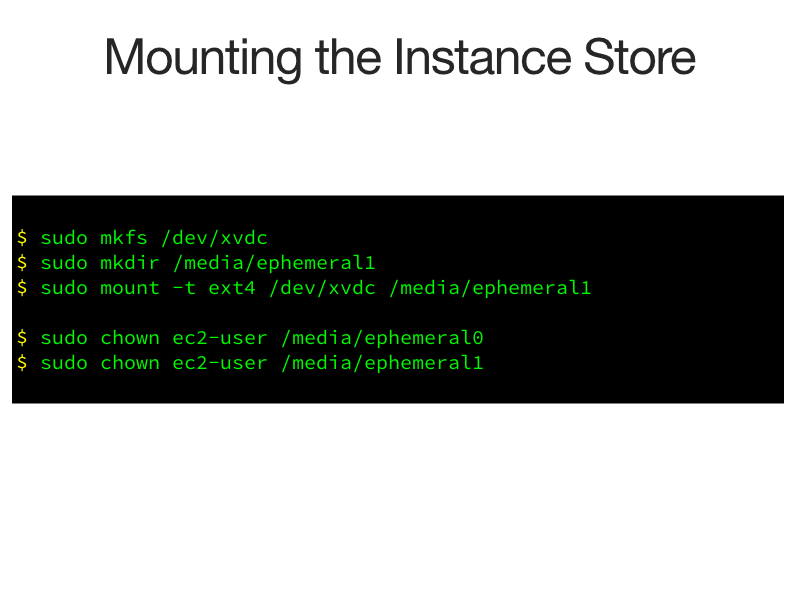 Mounting the Instance Store
$ sudo mkfs /dev/xvdc
$ sudo mkdir /media/ephemeral1
$ sudo mount -t ext4 /dev/xvdc /media/ephemeral1
$ sudo chown ec2-user /media/ephemeral0
$ sudo chown ec2-user /media/ephemeral1